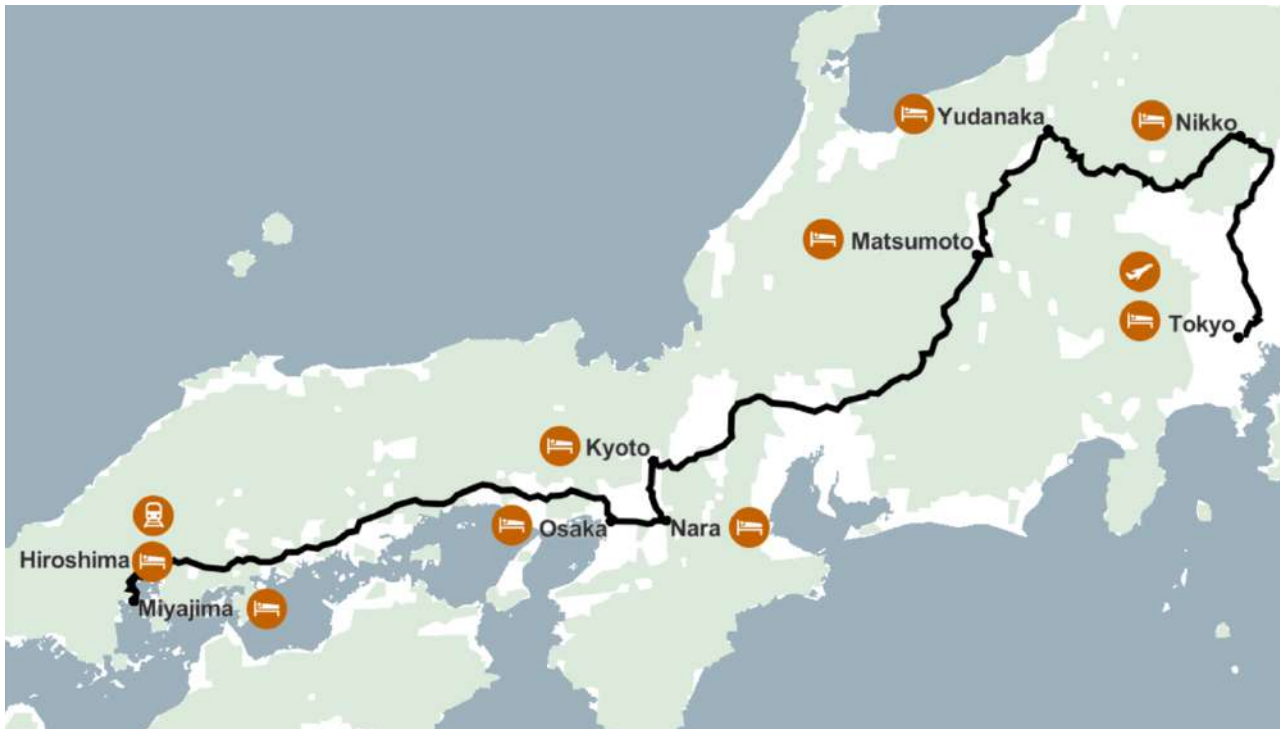 Yudanaka
Nikko
Matsumoto
Tokyo
Kyoto
Osaka
Nara
Hiroshima
Miyajima